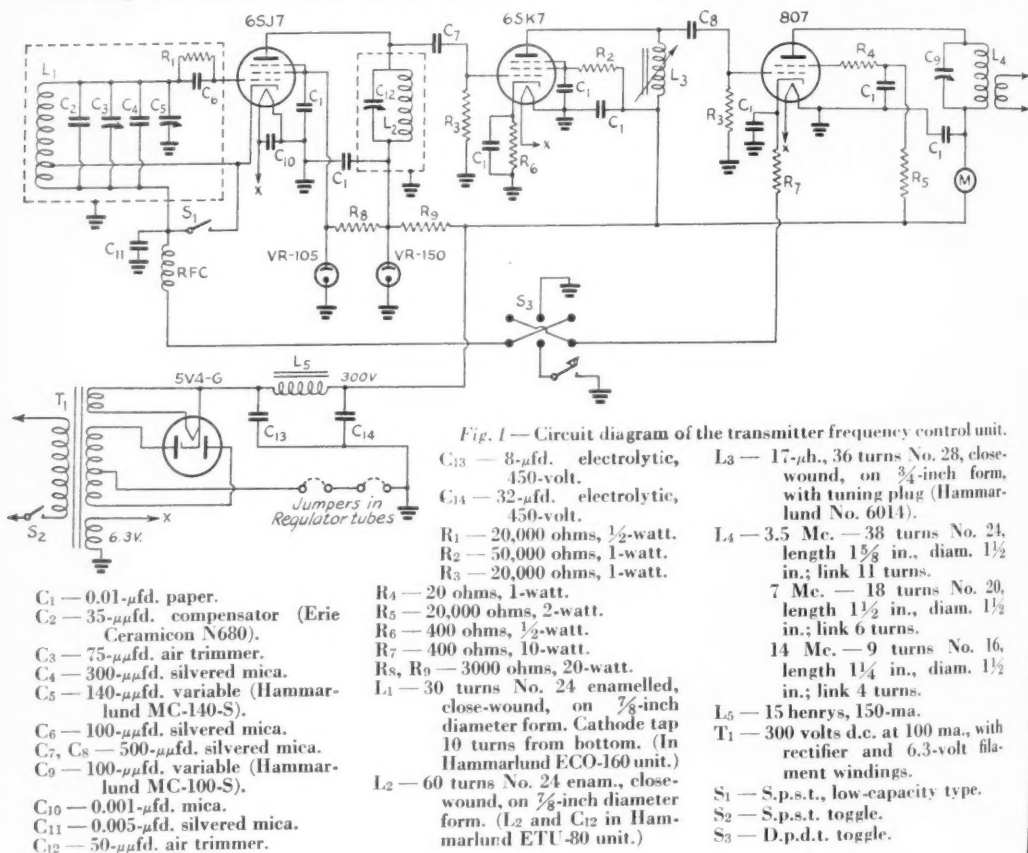 6SJ7
6SK7
807
C7
C8
L1
R1
C2
C3
C4
C5
C6
C1
C12
L2
R3
R2
C1
L3
C1
R4
C9
L4
C1
C10
C1
C1
R6
R3
C1
R7
R5
C1
M
x
x
x
S1
R8
R9
C11
RFC
VR-105
VR-150
S3
5V4-G
L5
300V
T1
C13
C14
Jumpers in
Regulator tubes
S2
6.3V.
x
Fig. 1 — Circuit diagram of the transmitter frequency control unit.
C1 — 0.01-μfd. paper.
C2 — 35-μμfd. compensator (Erie
Ceramicon N680).
C3 — 75-μμfd. air trimmer.
C4 — 300-μμfd. silvered mica.
C5 — 140-μμfd. variable (Hammar-
lund MC-140-S).
C6 — 100-μμfd. silvered mica.
C7, C8 — 500-μμfd. silvered mica.
C9 — 100-μμfd. variable (Hammar-
lund MC-100-S).
C10 — 0.001-μfd. mica.
C11 — 0.005-μfd. silvered mica.
C12 — 50-μμfd. air trimmer.
C13 — 8-μfd. electrolytic,
450-volt.
C14 — 32-μfd. electrolytic,
450-volt.
R1 — 20,000 ohms, ½-watt.
R2 — 50,000 ohms, 1-watt.
R3 — 20,000 ohms, 1-watt.
R4 — 20 ohms, 1-watt.
R5 — 20,000 ohms, 2-watt.
R6 — 400 ohms, ½-watt.
R7 — 400 ohms, 10-watt.
R8, R9 — 3000 ohms, 20-watt.
L1 — 30 turns No. 24 enamelled,
close-wound, on ⅞-inch
diameter form. Cathode tap
10 turns from bottom. (In
Hammarlund ECO-160 unit.)
L2 — 60 turns No. 24 enam., close-
wound, on ⅞-inch diameter
form. (L2 and C12 in Ham-
marlund ETU-80 unit.)
L3 — 17-μh., 36 turns No. 28, close-
wound, on ¾-inch form,
with tuning plug (Hammar-
lund No. 6014).
L4 — 3.5 Mc. — 38 turns No. 24,
length 1⅝ in., diam. 1½
in.; link 11 turns.
7 Mc. — 18 turns No. 20,
length 1½ in., diam. 1½
in.; link 6 turns.
14 Mc. — 9 turns No. 16,
length 1¼ in., diam. 1½
in.; link 4 turns.
L5 — 15 henrys, 150-ma.
T1 — 300 volts d.c. at 100 ma., with
rectifier and 6.3-volt fila-
ment windings.
S1 — S.p.s.t., low-capacity type.
S2 — S.p.s.t. toggle.
S3 — D.p.d.t. toggle.